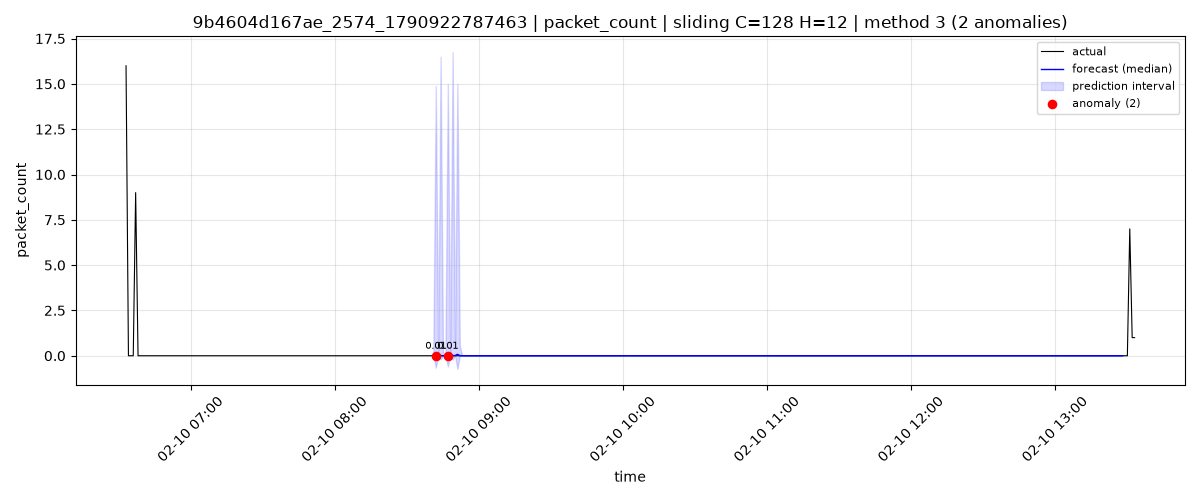 9b4604d167ae_2574_1790922787463 | packet_count | sliding C=128 H=12 | method 3 (2 anomalies)
17.5
15.0
12.5
10.0
7.5
5.0
2.5
0.0
packet_count
actual
forecast (median)
prediction interval
anomaly (2)
02-10 07:00
02-10 08:00
02-10 09:00
02-10 10:00
02-10 11:00
02-10 12:00
02-10 13:00
time